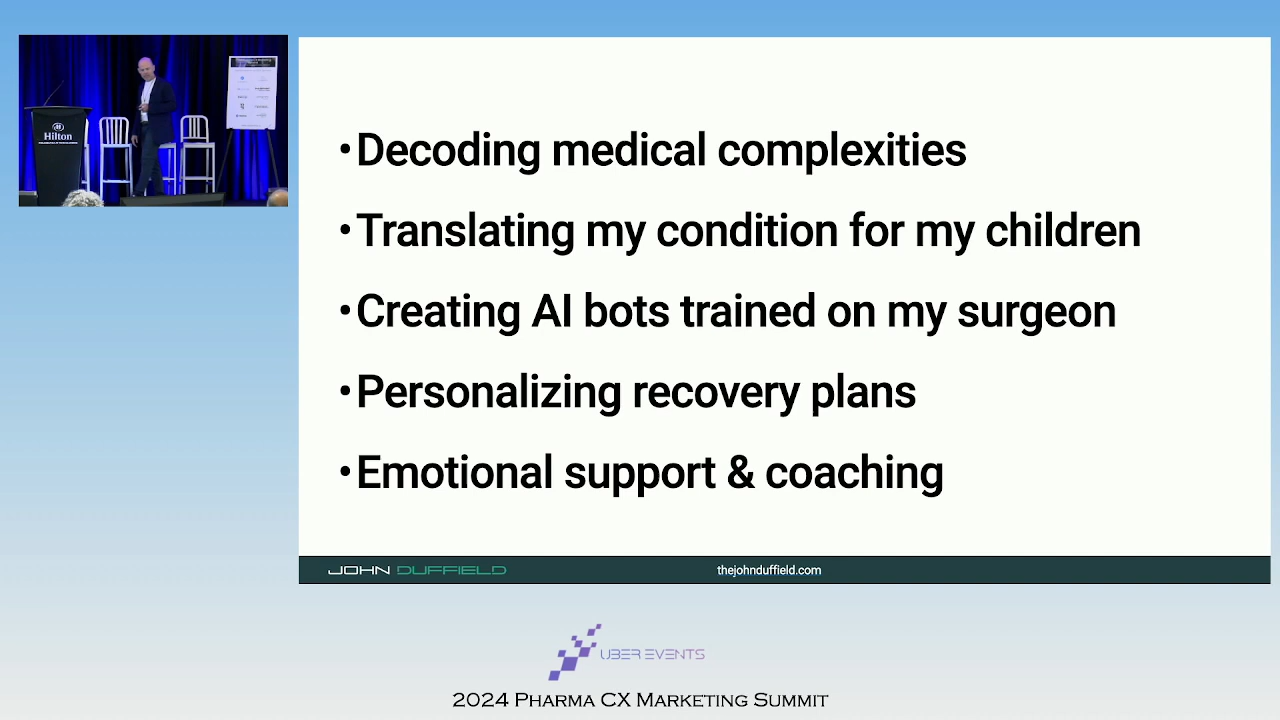 Hilton
• Decoding medical complexities
• Translating my condition for my children
• Creating AI bots trained on my surgeon
• Personalizing recovery plans
• Emotional support & coaching
JOHN DUFFIELD
thejohnduffield.com
UBER EVENTS
2024 Pharma CX Marketing Summit